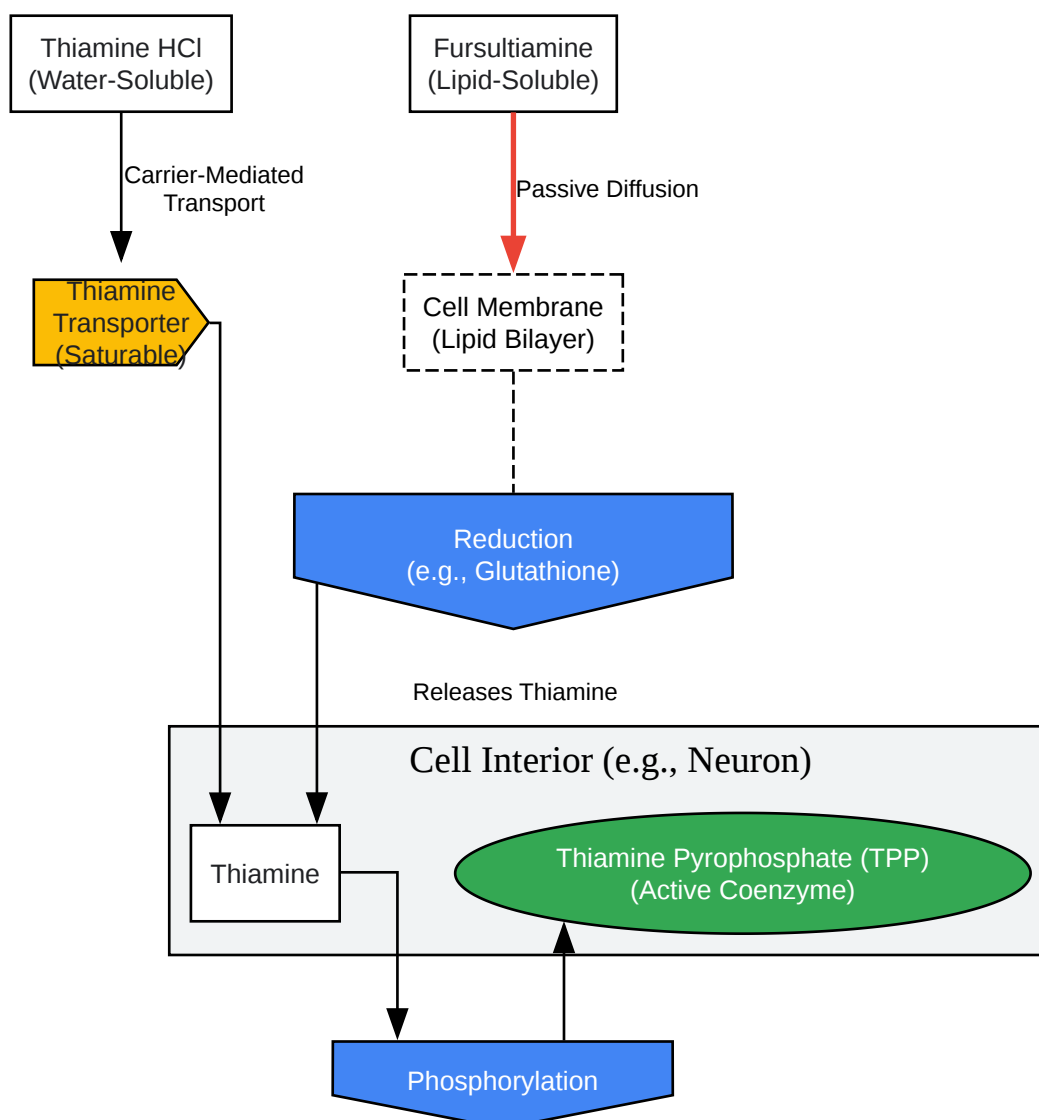 Thiamine HCl
(Water-Soluble)
Fursultiamine
(Lipid-Soluble)
Carrier-Mediated
Transport
Passive Diffusion
Thiamine
Transporter
(Saturable)
Cell Membrane
(Lipid Bilayer)
Reduction
(e.g., Glutathione)
Releases Thiamine
Cell Interior (e.g., Neuron)
Thiamine
Thiamine Pyrophosphate (TPP)
(Active Coenzyme)
Phosphorylation